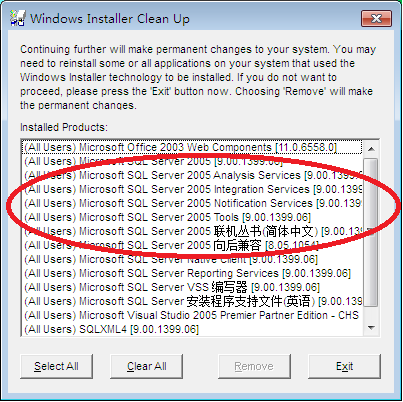 Windows Installer Clean Up
Continuing further will make permanent changes to your system. You may
need to reinstall some or all applications on your system that used the
Windows Installer technology to be installed. If you do not want to
proceed, please press the 'Exit' button now. Choosing 'Remove' will make
the permanent changes.
Installed Products:
(All Users) Microsoft Office 2003 Web Components [11.0.6558.0]
(All Users) Microsoft SQL Server 2005 [9.00.1399.06]
(All Users) Microsoft SQL Server 2005 Analysis Services [9.00.1399
(All Users) Microsoft SQL Server 2005 Integration Services [9.00.1399
(All Users) Microsoft SQL Server 2005 Notification Services [9.00.1399
(All Users) Microsoft SQL Server 2005 Tools [9.00.1399.06]
(All Users) Microsoft SQL Server 2005 联机丛书(简体中文) [9.00.1399
(All Users) Microsoft SQL Server 2005 向后兼容 [8.05.1054]
(All Users) Microsoft SQL Server Native Client [9.00.1399.06]
(All Users) Microsoft SQL Server Reporting Services [9.00.1399.06]
(All Users) Microsoft SQL Server VSS 编写器 [9.00.1399.06]
(All Users) Microsoft SQL Server 安装程序支持文件(英语) [9.00.1399.06]
(All Users) Microsoft Visual Studio 2005 Premier Partner Edition - CHS
(All Users) SQLXML4 [9.00.1399.06]
Select All Clear All Remove Exit